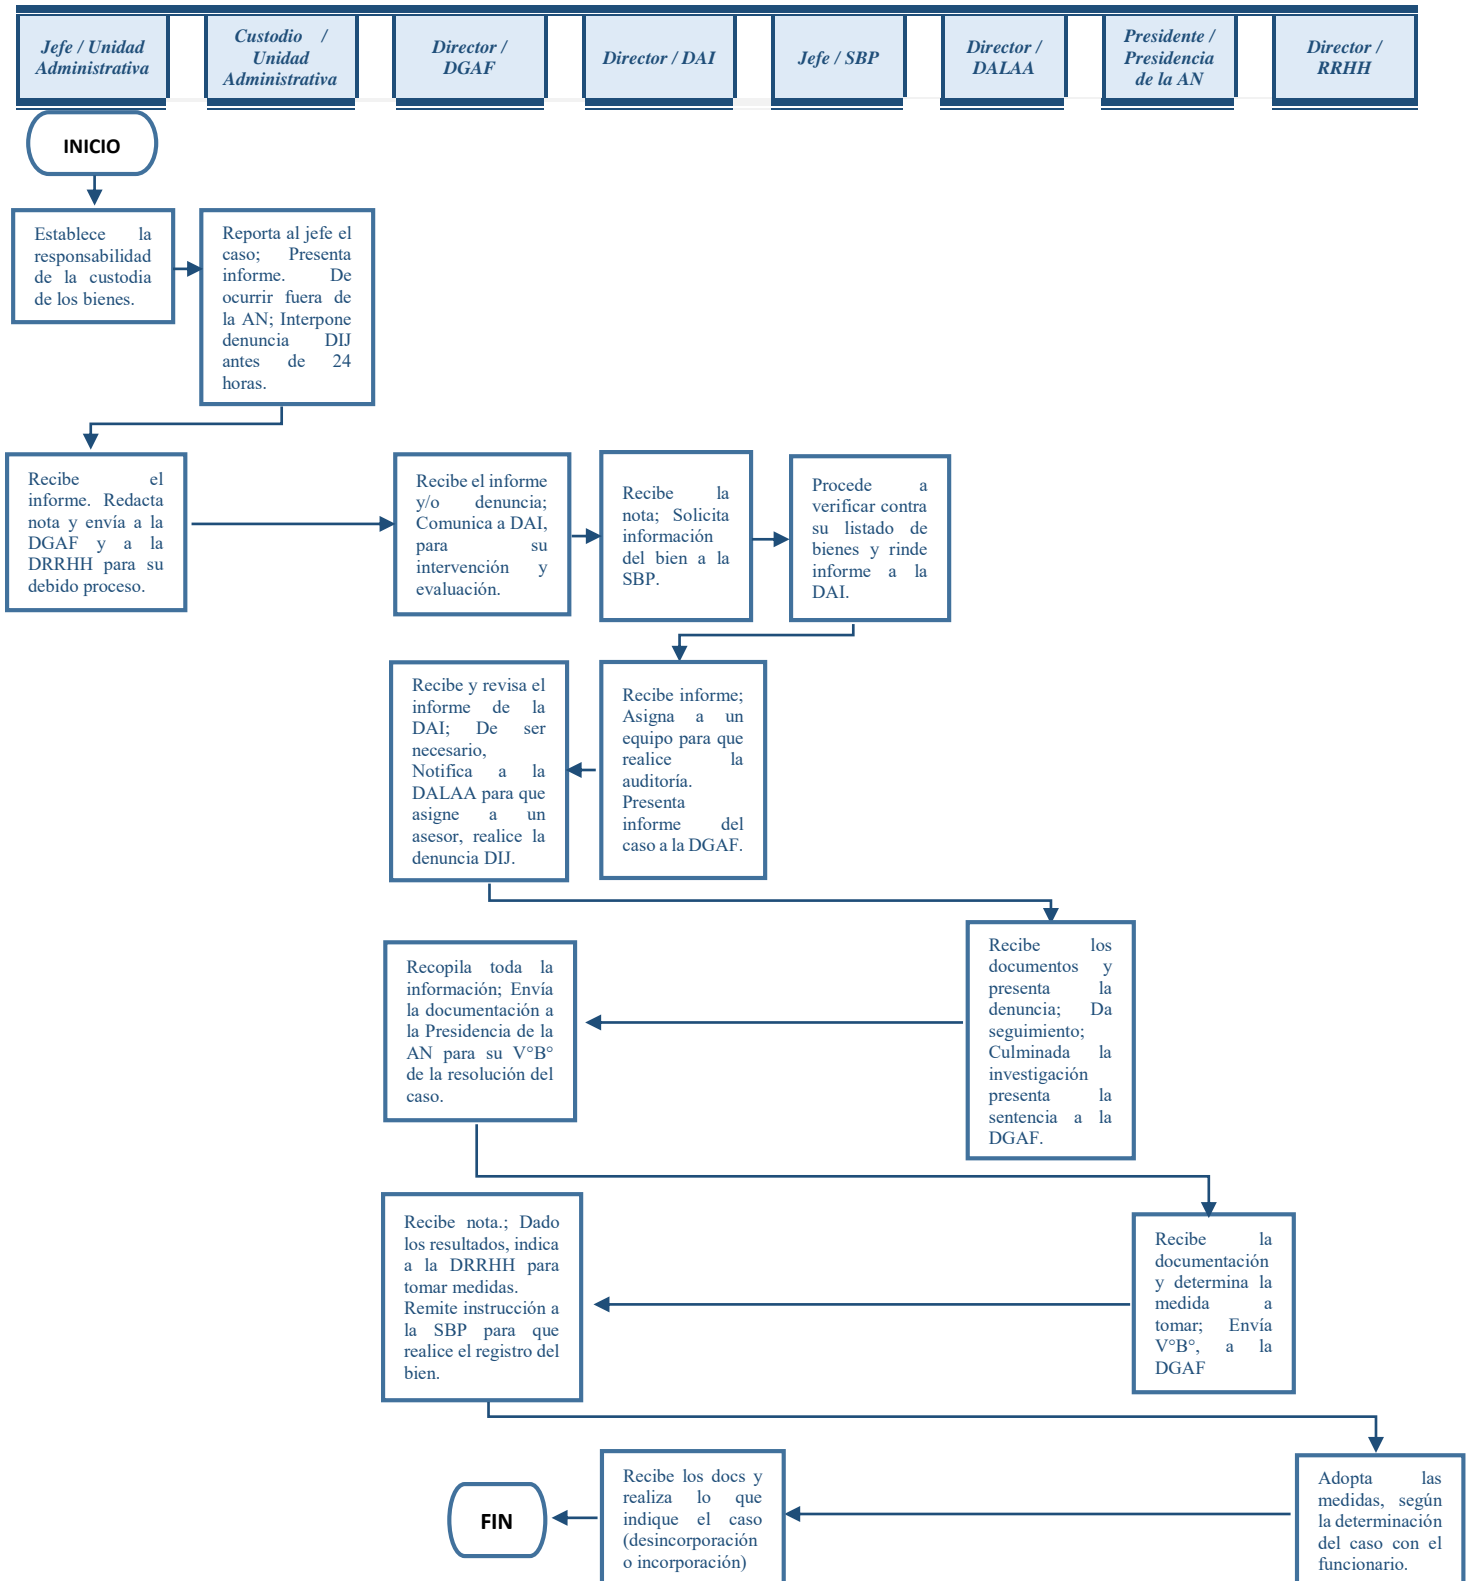 Jefe / Unidad
Administrativa
Custodio /
Unidad
Administrativa
Director /
DGAF
Director / DAI
Jefe / SBP
Director /
DALAA
Presidente /
Presidencia
de la AN
Director /
RRHH
INICIO
Establece la
responsabilidad
de la custodia
de los bienes.
Reporta al jefe el
caso; Presenta
informe. De
ocurrir fuera de
la AN; Interpone
denuncia DIJ
antes de 24
horas.
Recibe el
informe. Redacta
nota y envía a la
DGAF y a la
DRRHH para su
debido proceso.
Recibe el informe
y/o denuncia;
Comunica a DAI,
para su
intervención y
evaluación.
Recibe la
nota; Solicita
información
del bien a la
SBP.
Procede a
verificar contra
su listado de
bienes y rinde
informe a la
DAI.
Recibe y revisa el
informe de la
DAI; De ser
necesario,
Notifica a la
DALAA para que
asigne a un
asesor, realice la
denuncia DIJ.
Recibe informe;
Asigna a un
equipo para que
realice la
auditoría.
Presenta
informe del
caso a la DGAF.
Recopila toda la
información; Envía
la documentación a
la Presidencia de la
AN para su V°B°
de la resolución del
caso.
Recibe los
documentos y
presenta la
denuncia; Da
seguimiento;
Culminada la
investigación
presenta la
sentencia a la
DGAF.
Recibe nota.; Dado
los resultados, indica
a la DRRHH para
tomar medidas.
Remite instrucción a
la SBP para que
realice el registro del
bien.
Recibe la
documentación
y determina la
medida a
tomar; Envía
V°B°, a la
DGAF
FIN
Recibe los docs y
realiza lo que
indique el caso
(desincorporación
o incorporación)
Adopta las
medidas, según
la determinación
del caso con el
funcionario.